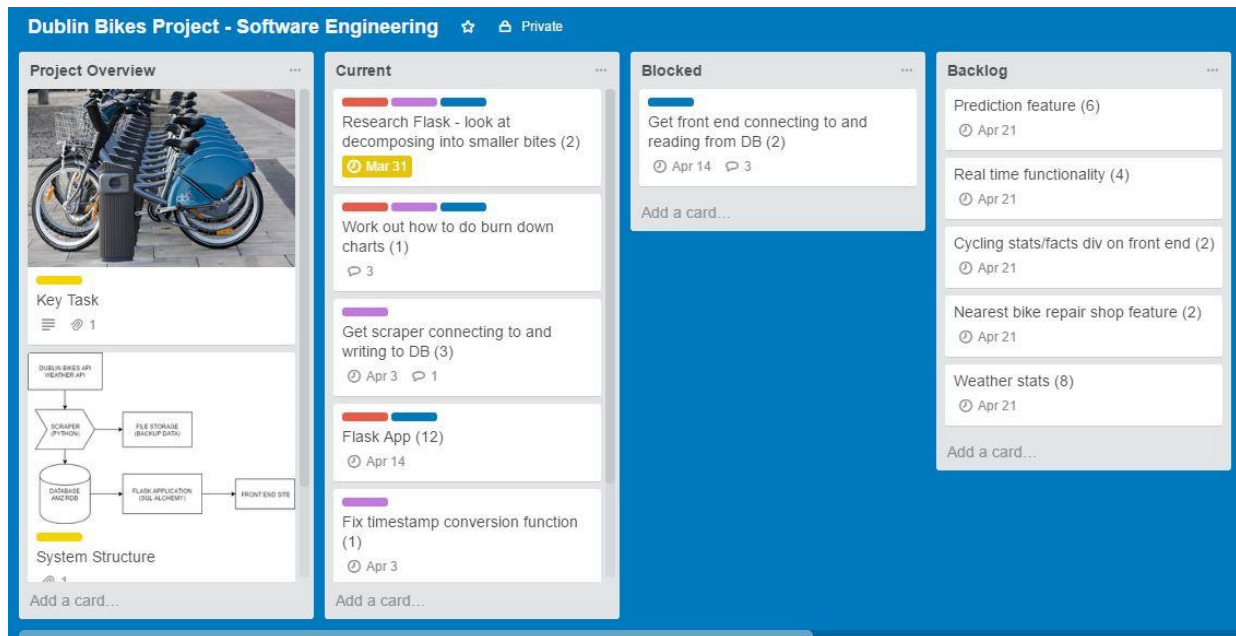 Dublin Bikes Project - Software Engineering
Private
Project Overview
Key Task
1
DUBLIN BIKES API
WEATHER API
SCRAPER
(PYTHON)
FILE STORAGE
(BACKUP DATA)
DATABASE
AMZ RDB
FLASK APPLICATION
(SQL ALCHEMY)
FRONT END SITE
System Structure
1
Add a card...
Current
Research Flask - look at
decomposing into smaller bites (2)
Mar 31
Work out how to do burn down
charts (1)
3
Get scraper connecting to and
writing to DB (3)
Apr 3 1
Flask App (12)
Apr 14
Fix timestamp conversion function
(1)
Apr 3
Add a card...
Blocked
Get front end connecting to and
reading from DB (2)
Apr 14 3
Add a card...
Backlog
Prediction feature (6)
Apr 21
Real time functionality (4)
Apr 21
Cycling stats/facts div on front end (2)
Apr 21
Nearest bike repair shop feature (2)
Apr 21
Weather stats (8)
Apr 21
Add a card...